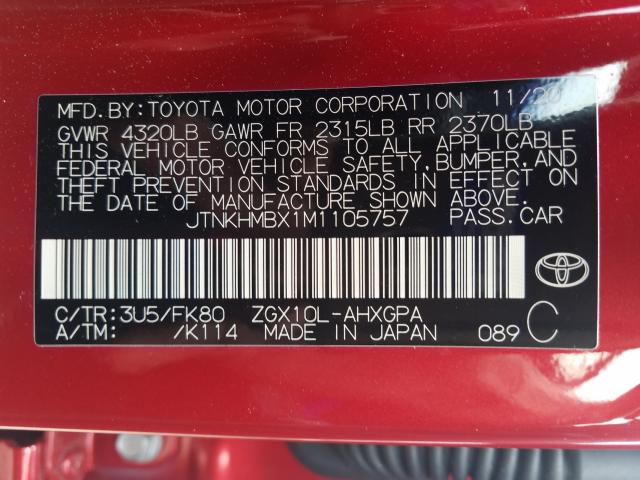 MFD.BY:TOYOTA MOTOR CORPORATION 11/20
GVWR 4320LB GAWR FR 2315LB RR 2370LB
THIS VEHICLE CONFORMS TO ALL APPLICABLE
FEDERAL MOTOR VEHICLE SAFETY,BUMPER,AND
THEFT PREVENTION STANDARDS IN EFFECT ON
THE DATE OF MANUFACTURE SHOWN ABOVE.
JTNKHMBX1M1105757 PASS.CAR
C/TR:3U5/FK80 ZGX10L-AHXGPA
A/TM: /K114 MADE IN JAPAN 089 C